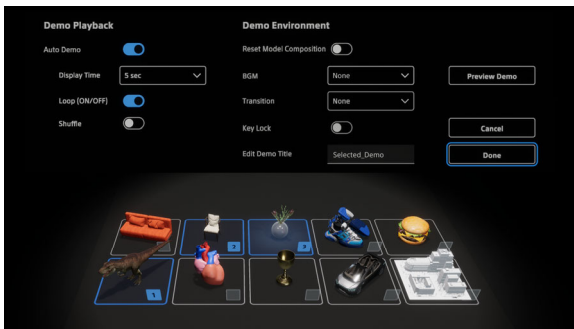 Demo Playback
Demo Environment
Auto Demo
Reset Model Composition
Display Time
5 sec
BGM
None
Preview Demo
Loop (ON/OFF)
Transition
None
Shuffle
Key Lock
Cancel
Edit Demo Title
Selected_Demo
Done
2
3
1